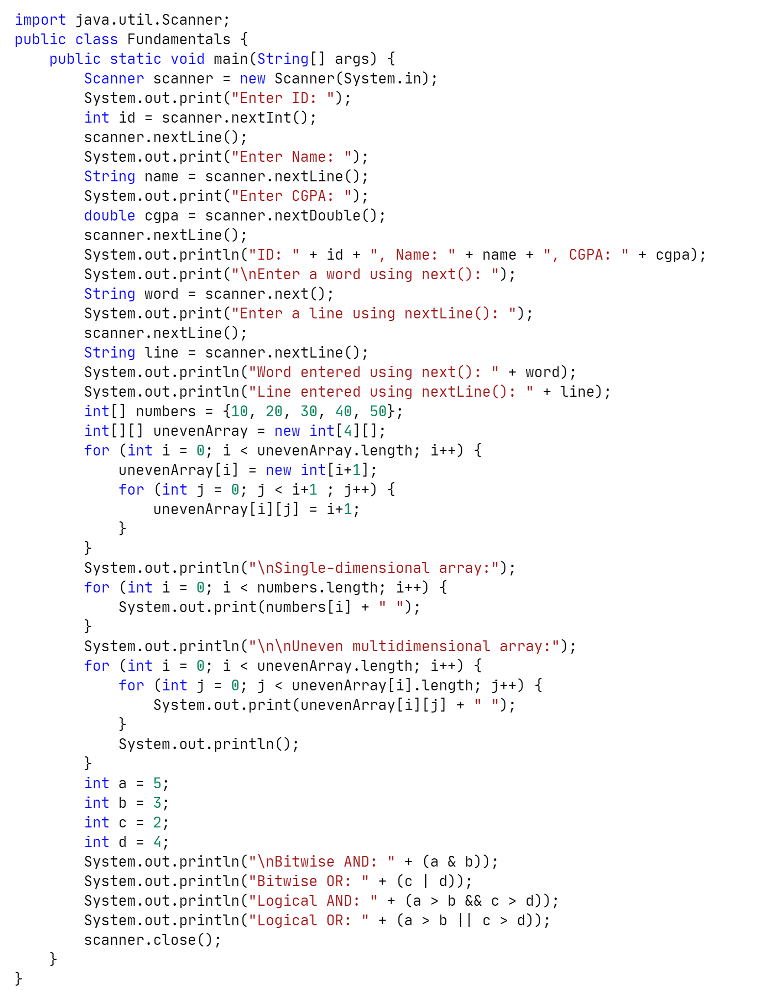 import java.util.Scanner;
public class Fundamentals {
    public static void main(String[] args) {
        Scanner scanner = new Scanner(System.in);
        System.out.print("Enter ID: ");
        int id = scanner.nextInt();
        scanner.nextLine();
        System.out.print("Enter Name: ");
        String name = scanner.nextLine();
        System.out.print("Enter CGPA: ");
        double cgpa = scanner.nextDouble();
        scanner.nextLine();
        System.out.println("ID: " + id + ", Name: " + name + ", CGPA: " + cgpa);
        System.out.print("\nEnter a word using next(): ");
        String word = scanner.next();
        System.out.print("Enter a line using nextLine(): ");
        scanner.nextLine();
        String line = scanner.nextLine();
        System.out.println("Word entered using next(): " + word);
        System.out.println("Line entered using nextLine(): " + line);
        int[] numbers = {10, 20, 30, 40, 50};
        int[][] unevenArray = new int[4][];
        for (int i = 0; i < unevenArray.length; i++) {
            unevenArray[i] = new int[i+1];
            for (int j = 0; j < i+1 ; j++) {
                unevenArray[i][j] = i+1;
            }
        }
        System.out.println("\nSingle-dimensional array:");
        for (int i = 0; i < numbers.length; i++) {
            System.out.print(numbers[i] + " ");
        }
        System.out.println("\n\nUneven multidimensional array:");
        for (int i = 0; i < unevenArray.length; i++) {
            for (int j = 0; j < unevenArray[i].length; j++) {
                System.out.print(unevenArray[i][j] + " ");
            }
            System.out.println();
        }
        int a = 5;
        int b = 3;
        int c = 2;
        int d = 4;
        System.out.println("\nBitwise AND: " + (a & b));
        System.out.println("Bitwise OR: " + (c | d));
        System.out.println("Logical AND: " + (a > b && c > d));
        System.out.println("Logical OR: " + (a > b || c > d));
        scanner.close();
    }
}